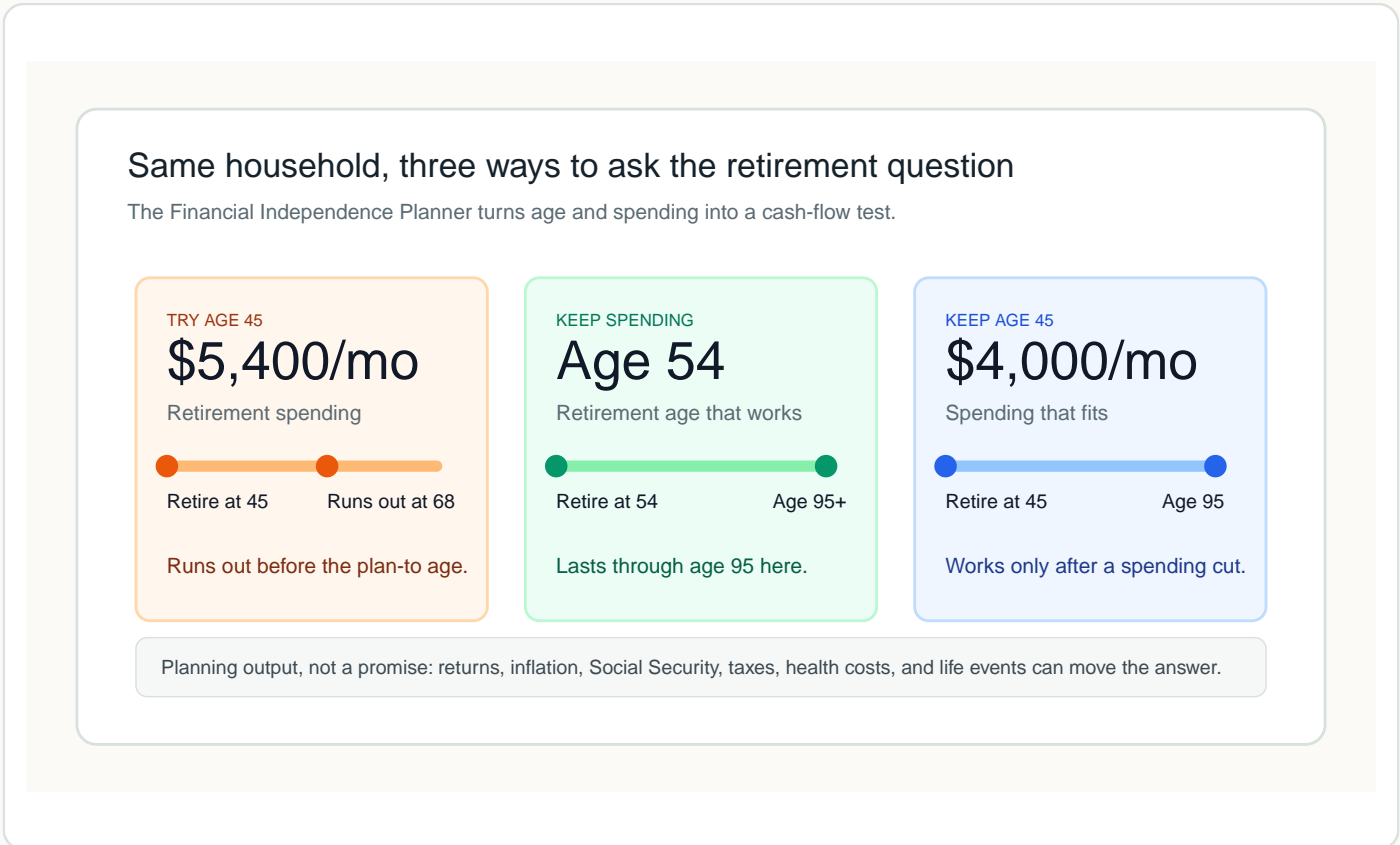 Same household, three ways to ask the retirement question
The Financial Independence Planner turns age and spending into a cash-flow test.
TRY AGE 45
$5,400/mo
Retirement spending
Retire at 45
Runs out at 68
Runs out before the plan-to age.
KEEP SPENDING
Age 54
Retirement age that works
Retire at 54
Age 95+
Lasts through age 95 here.
KEEP AGE 45
$4,000/mo
Spending that fits
Retire at 45
Age 95
Works only after a spending cut.
Planning output, not a promise: returns, inflation, Social Security, taxes, health costs, and life events can move the answer.